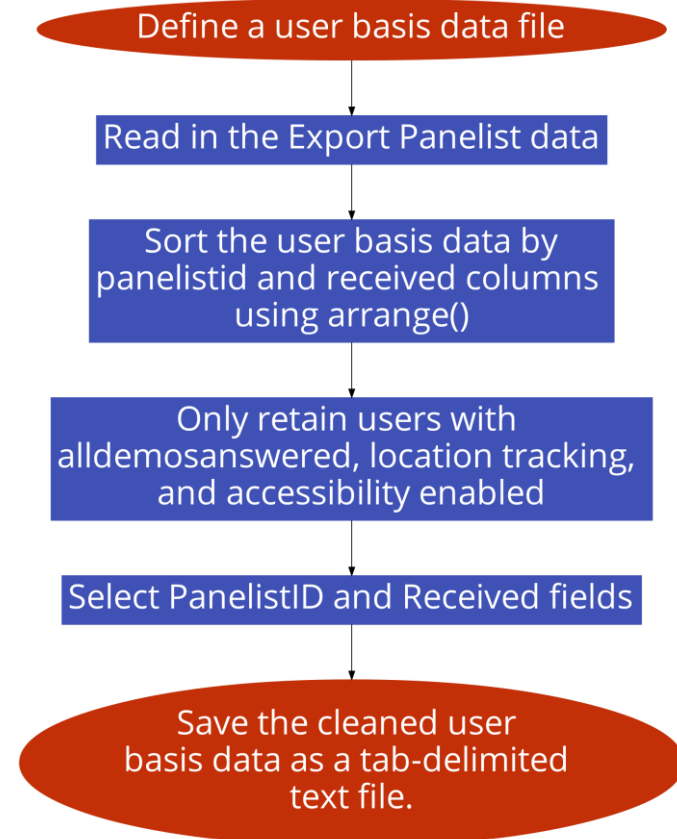 Define a user basis data file
Read in the Export Panelist data
Sort the user basis data by
panelistid and received columns
using arrange()
Only retain users with
alldemosanswered, location tracking,
and accessibility enabled
Select PanelistID and Received fields
Save the cleaned user
basis data as a tab-delimited
text file.